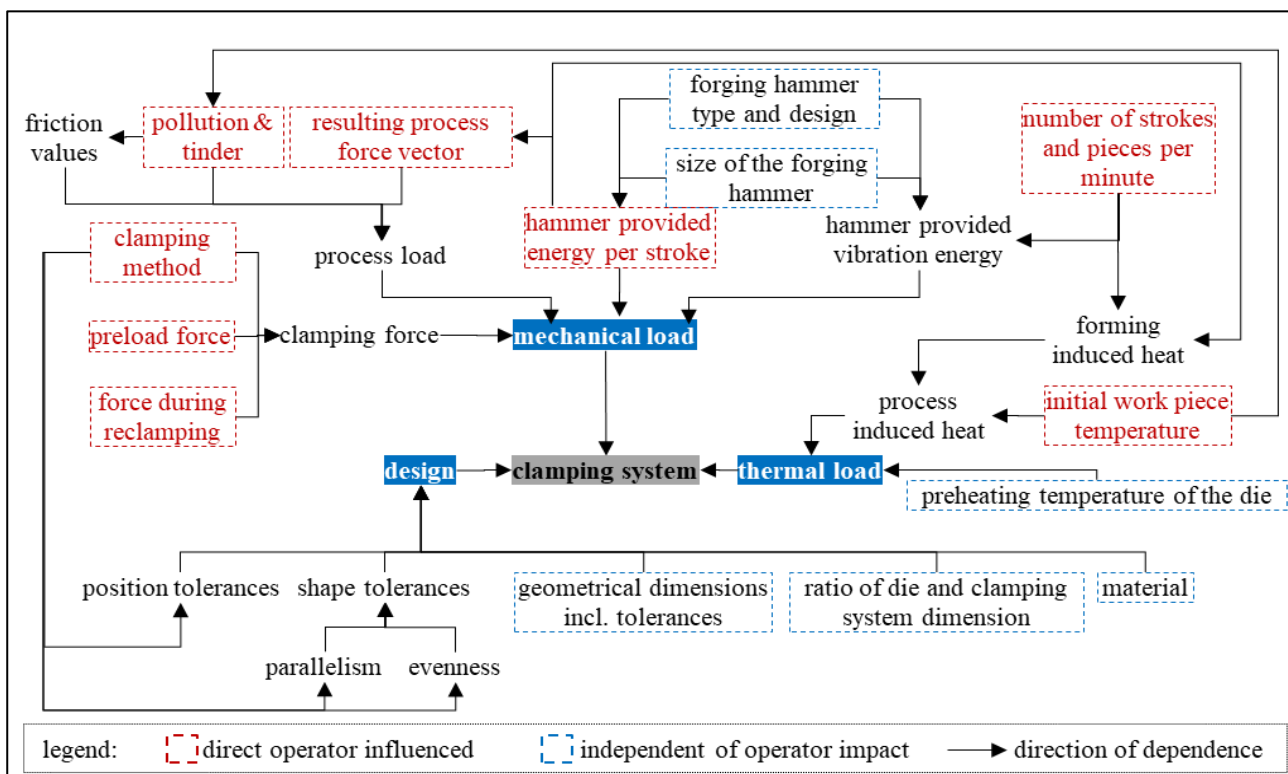 forging hammer
type and design
friction
values
pollution &
tinder
resulting process
force vector
number of strokes
and pieces per
minute
size of the forging
hammer
clamping
method
process load
hammer provided
energy per stroke
hammer provided
vibration energy
preload force
clamping force
mechanical load
forming
induced heat
force during
reclamping
process
induced heat
initial work piece
temperature
design
clamping system
thermal load
preheating temperature of the die
position tolerances
shape tolerances
geometrical dimensions
incl. tolerances
ratio of die and clamping
system dimension
material
parallelism
evenness
legend:
direct operator influenced
independent of operator impact
direction of dependence